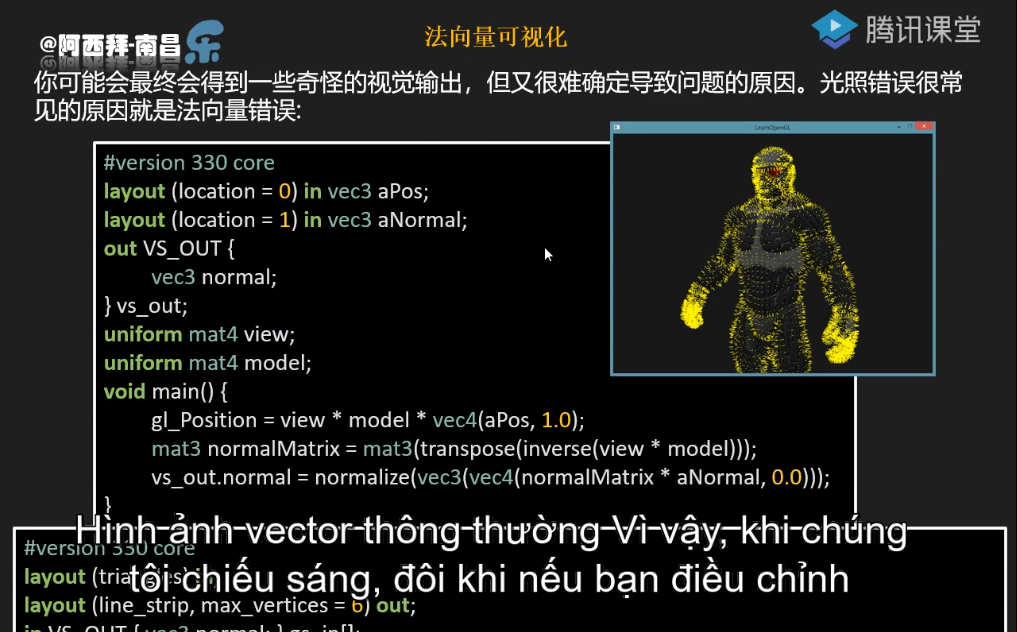 @阿西拜-南昌
乐
法向量可视化
腾讯课堂
你可能会最终会得到一些奇怪的视觉输出，但又很难确定导致问题的原因。光照错误很常
见的原因就是法向量错误:
LearnOpenGL
#version 330 core
layout (location = 0) in vec3 aPos;
layout (location = 1) in vec3 aNormal;
out VS_OUT {
vec3 normal;
} vs_out;
uniform mat4 view;
uniform mat4 model;
void main() {
gl_Position = view * model * vec4(aPos, 1.0);
mat3 normalMatrix = mat3(transpose(inverse(view * model)));
vs_out.normal = normalize(vec3(vec4(normalMatrix * aNormal, 0.0)));
}
Hình ảnh vector thông thường Vì vậy, khi chúng
tôi chiếu sáng, đôi khi nếu bạn điều chỉnh
#version 330 core
layout (triangles)
layout (line_strip, max_vertices = 6) out;
in VS_OUT { vec3 normal; } gs_in[];